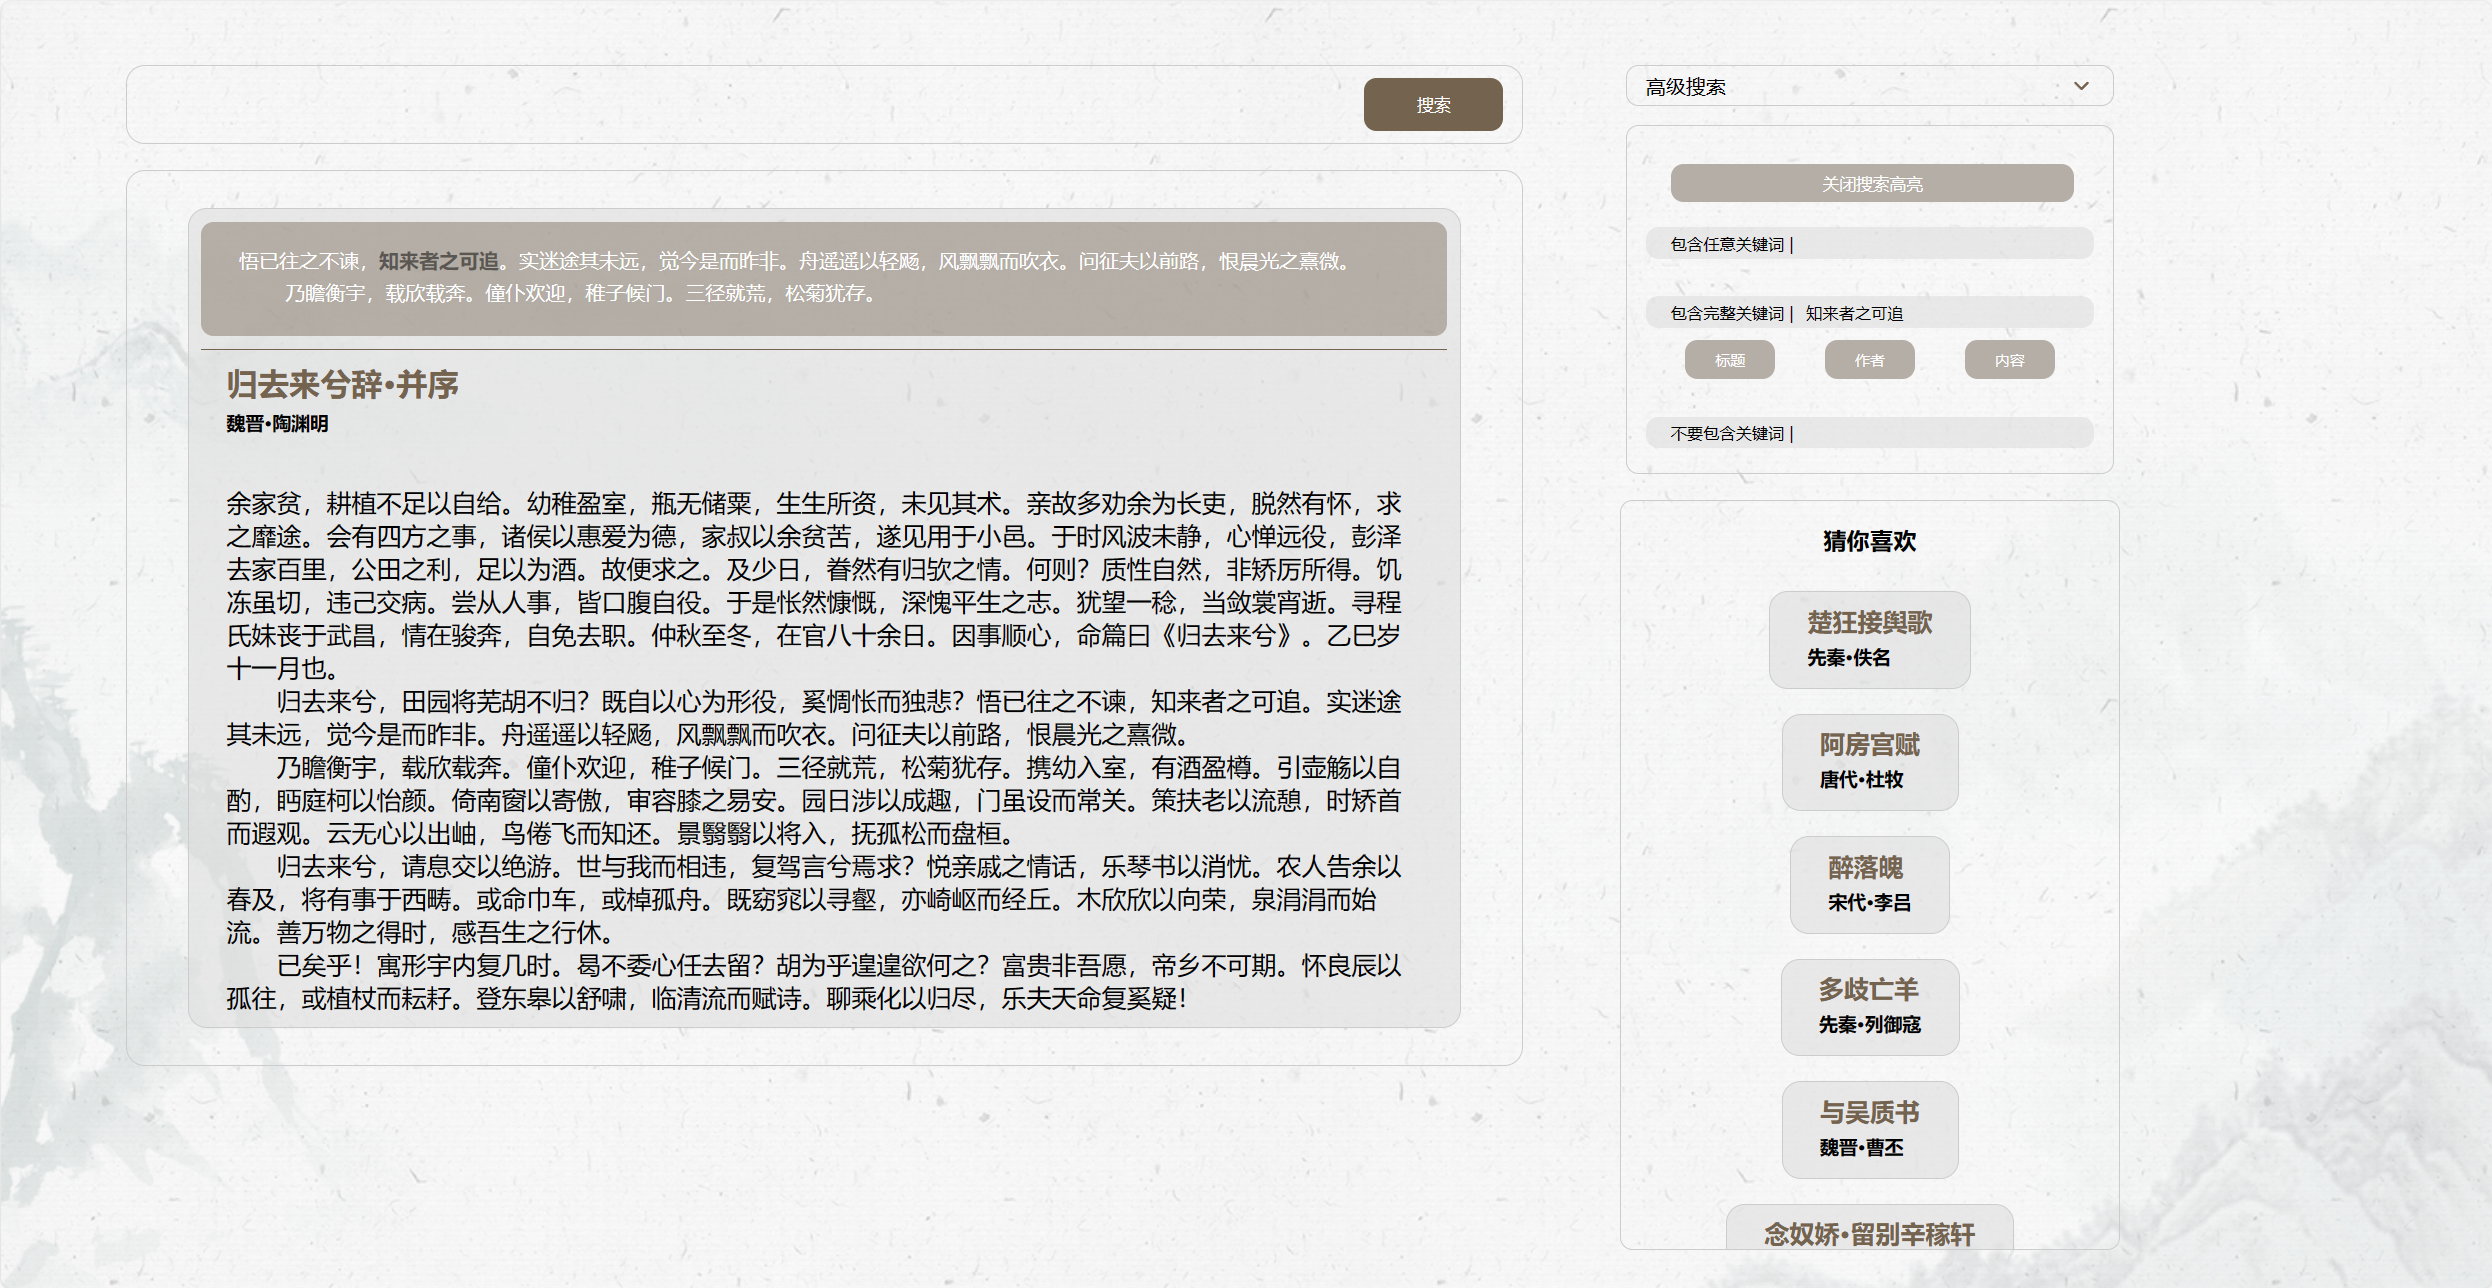 搜索
悟已往之不谏，知来者之可追。实迷途其未远，觉今是而昨非。舟遥遥以轻飏，风飘飘而吹衣。问征夫以前路，恨晨光之熹微。
乃瞻衡宇，载欣载奔。僮仆欢迎，稚子候门。三径就荒，松菊犹存。
归去来兮辞·并序
魏晋·陶渊明
余家贫，耕植不足以自给。幼稚盈室，瓶无储粟，生生所资，未见其术。亲故多劝余为长吏，脱然有怀，求
之靡途。会有四方之事，诸侯以惠爱为德，家叔以余贫苦，遂见用于小邑。于时风波未静，心惮远役，彭泽
去家百里，公田之利，足以为酒。故便求之。及少日，眷然有归欤之情。何则？质性自然，非矫厉所得。饥
冻虽切，违己交病。尝从人事，皆口腹自役。于是怅然慷慨，深愧平生之志。犹望一稔，当敛裳宵逝。寻程
氏妹丧于武昌，情在骏奔，自免去职。仲秋至冬，在官八十余日。因事顺心，命篇曰《归去来兮》。乙巳岁
十一月也。
归去来兮，田园将芜胡不归？既自以心为形役，奚惆怅而独悲？悟已往之不谏，知来者之可追。实迷途
其未远，觉今是而昨非。舟遥遥以轻飏，风飘飘而吹衣。问征夫以前路，恨晨光之熹微。
乃瞻衡宇，载欣载奔。僮仆欢迎，稚子候门。三径就荒，松菊犹存。携幼入室，有酒盈樽。引壶觞以自
酌，眄庭柯以怡颜。倚南窗以寄傲，审容膝之易安。园日涉以成趣，门虽设而常关。策扶老以流憩，时矫首
而遐观。云无心以出岫，鸟倦飞而知还。景翳翳以将入，抚孤松而盘桓。
归去来兮，请息交以绝游。世与我而相违，复驾言兮焉求？悦亲戚之情话，乐琴书以消忧。农人告余以
春及，将有事于西畴。或命巾车，或棹孤舟。既窈窕以寻壑，亦崎岖而经丘。木欣欣以向荣，泉涓涓而始
流。善万物之得时，感吾生之行休。
已矣乎！寓形宇内复几时。曷不委心任去留？胡为乎遑遑欲何之？富贵非吾愿，帝乡不可期。怀良辰以
孤往，或植杖而耘耔。登东皋以舒啸，临清流而赋诗。聊乘化以归尽，乐夫天命复奚疑！
高级搜索
关闭搜索高亮
包含任意关键词 |
包含完整关键词 | 知来者之可追
标题 作者 内容
不要包含关键词 |
猜你喜欢
楚狂接舆歌
先秦·佚名
阿房宫赋
唐代·杜牧
醉落魄
宋代·李吕
多歧亡羊
先秦·列御寇
与吴质书
魏晋·曹丕
念奴娇·留别辛稼轩